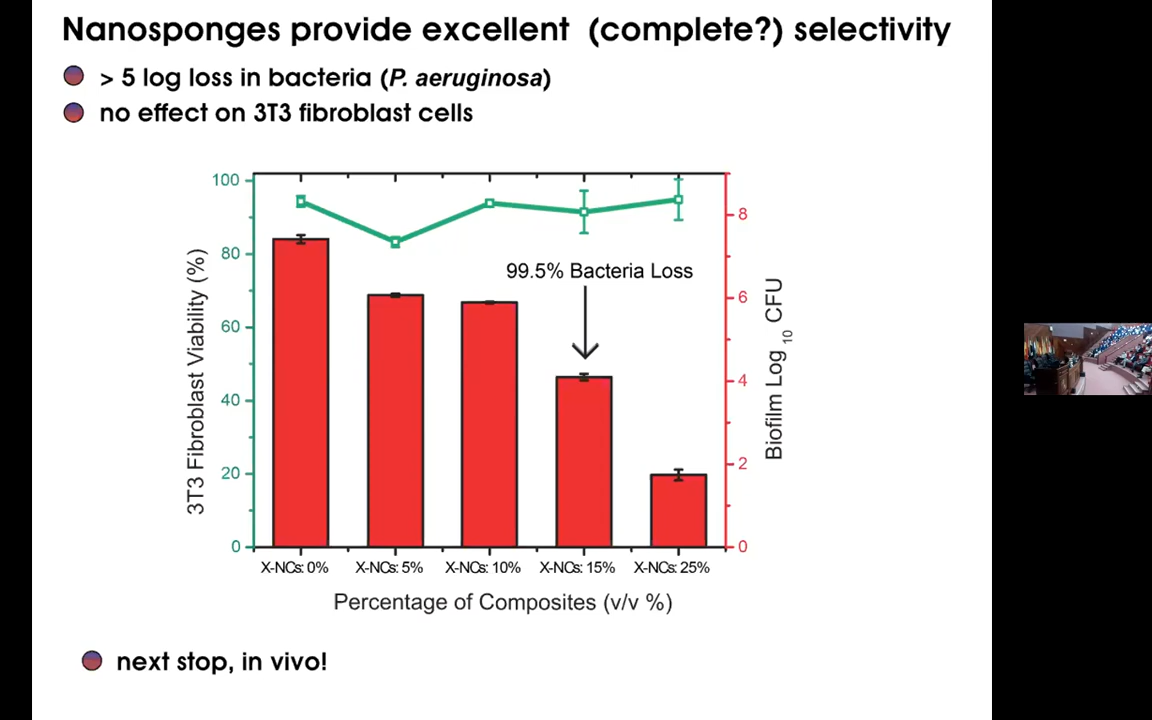 Nanosponges provide excellent (complete?) selectivity
> 5 log loss in bacteria (P. aeruginosa)
no effect on 3T3 fibroblast cells
100
80
60
40
20
0
3T3 Fibroblast Viability (%)
99.5% Bacteria Loss
8
6
4
2
0
Biofilm Log 10 CFU
X-NCs: 0% X-NCs: 5% X-NCs: 10% X-NCs: 15% X-NCs: 25%
Percentage of Composites (v/v %)
next stop, in vivo!